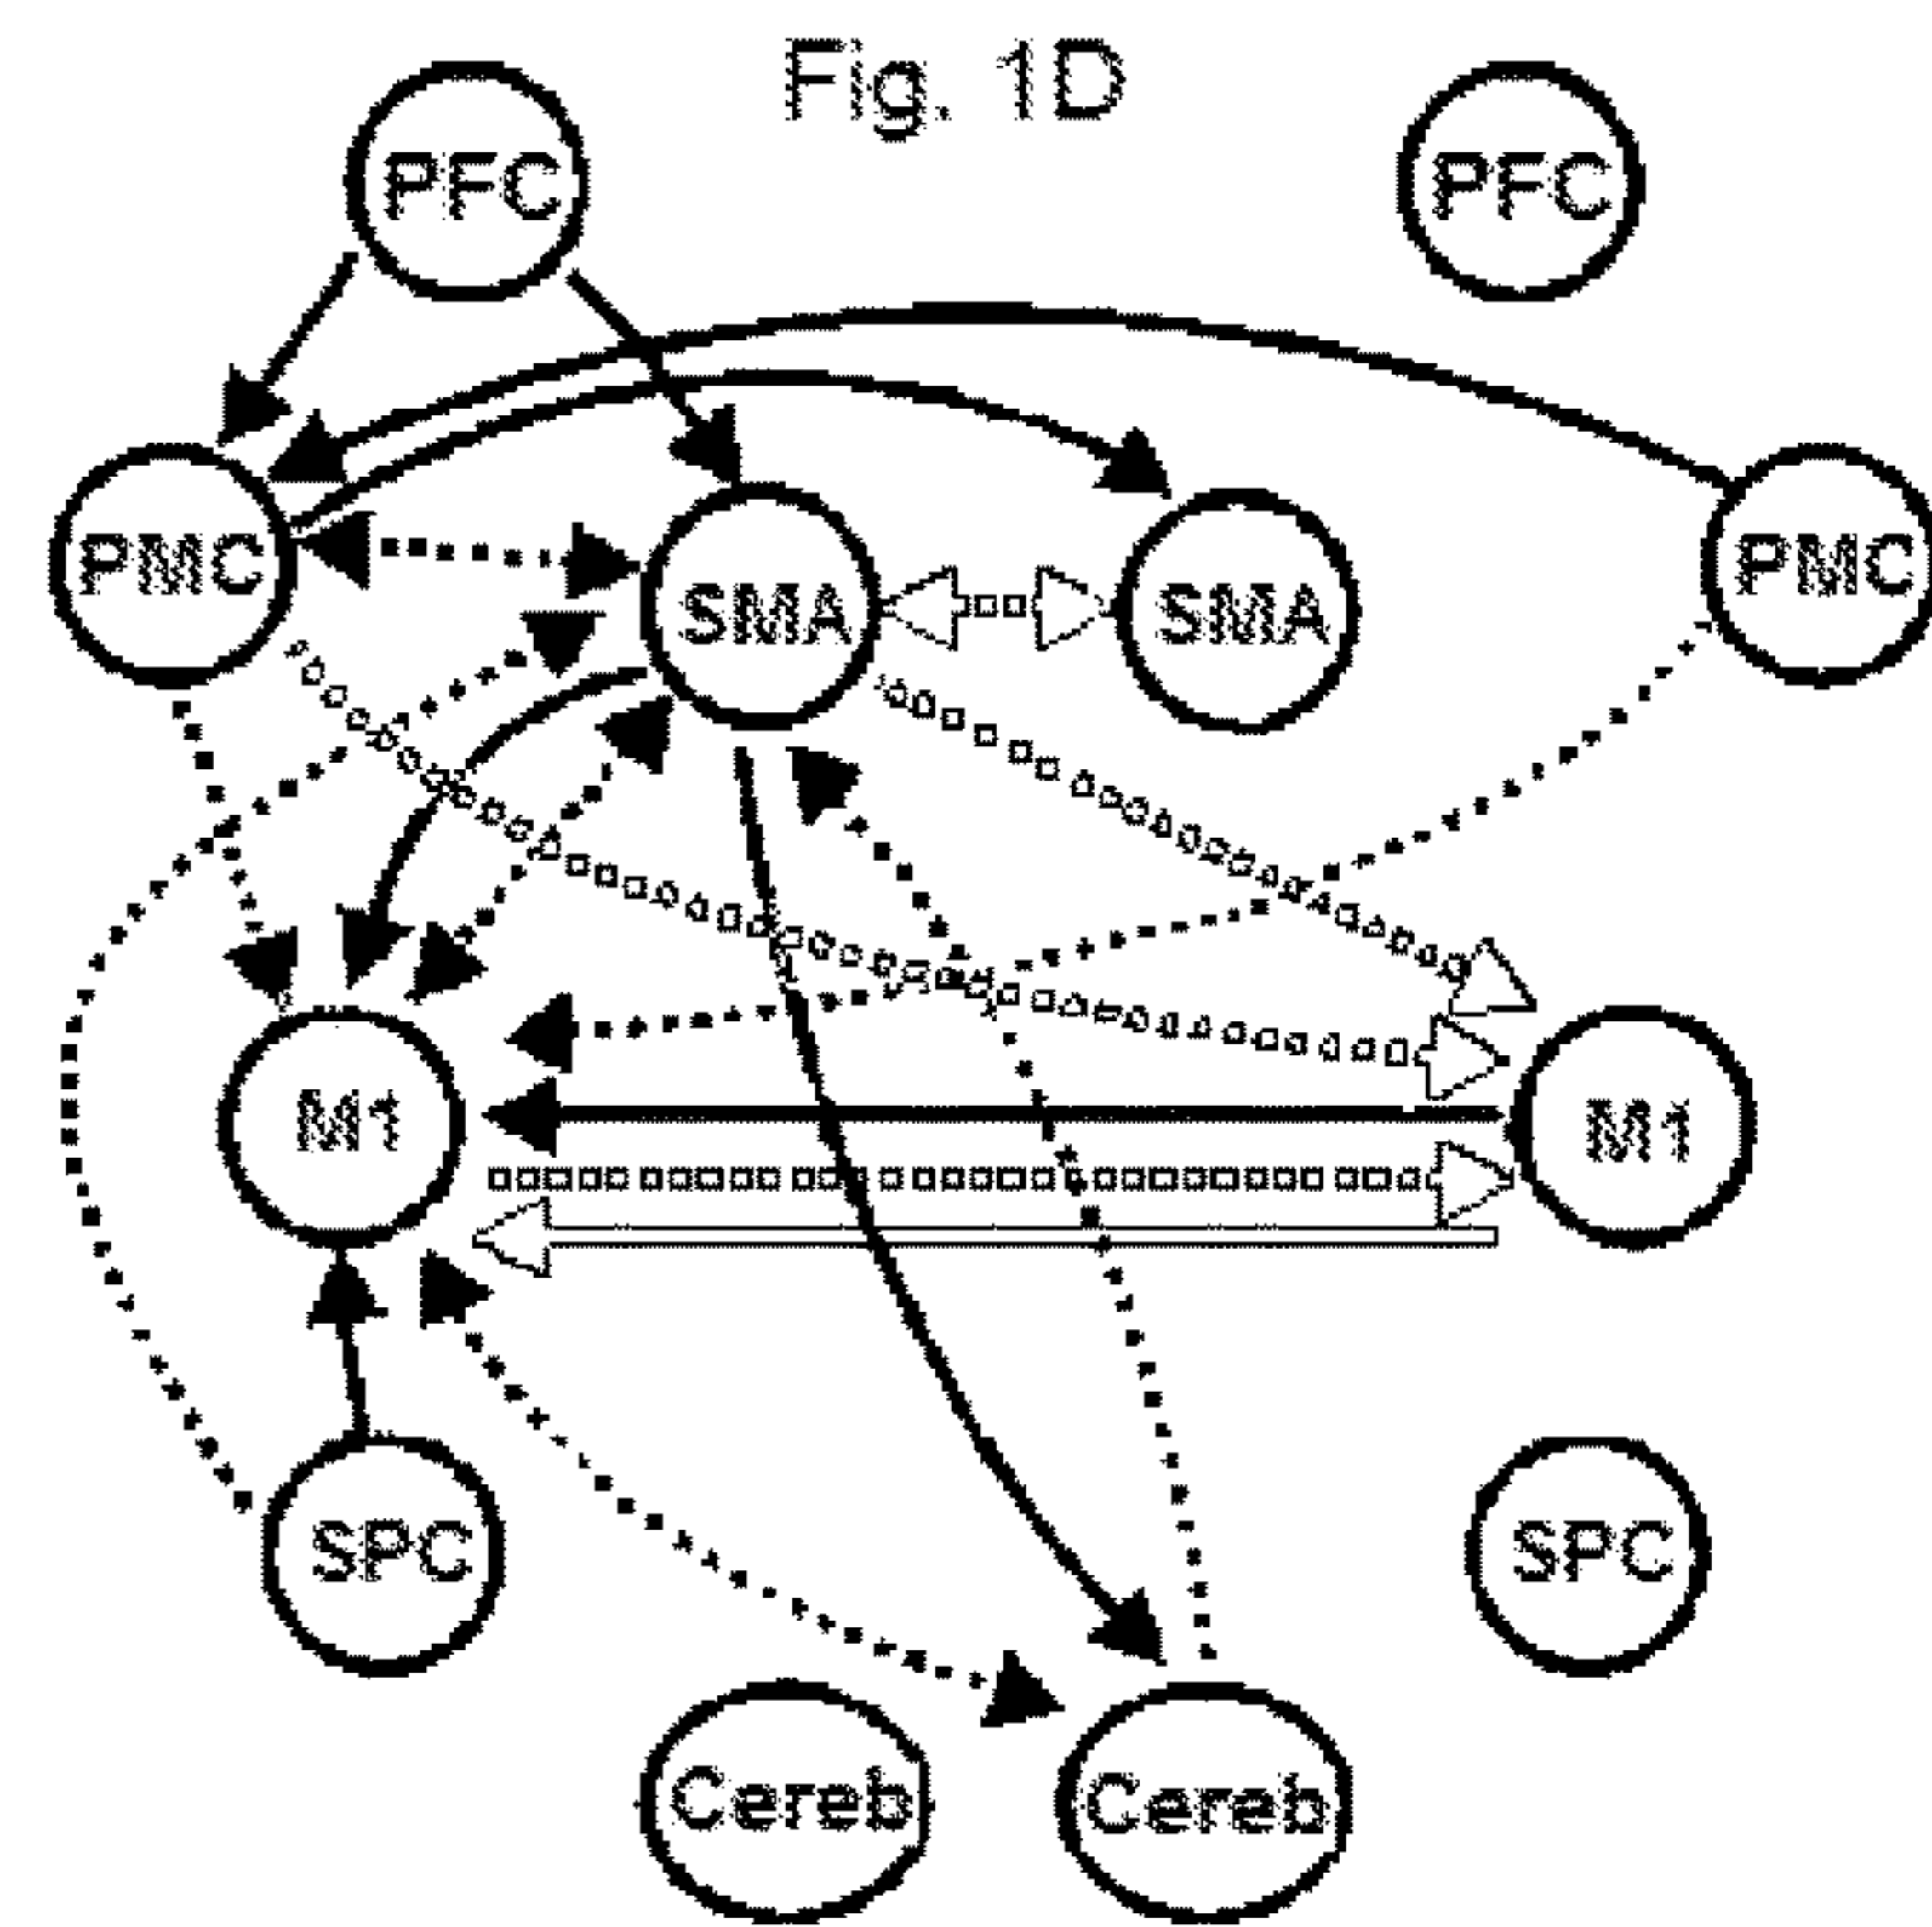 Fig. 1D
PFC
PFC
PMC
SMA
SMA
PMC
M1
M1
SPC
SPC
Cereb
Cereb